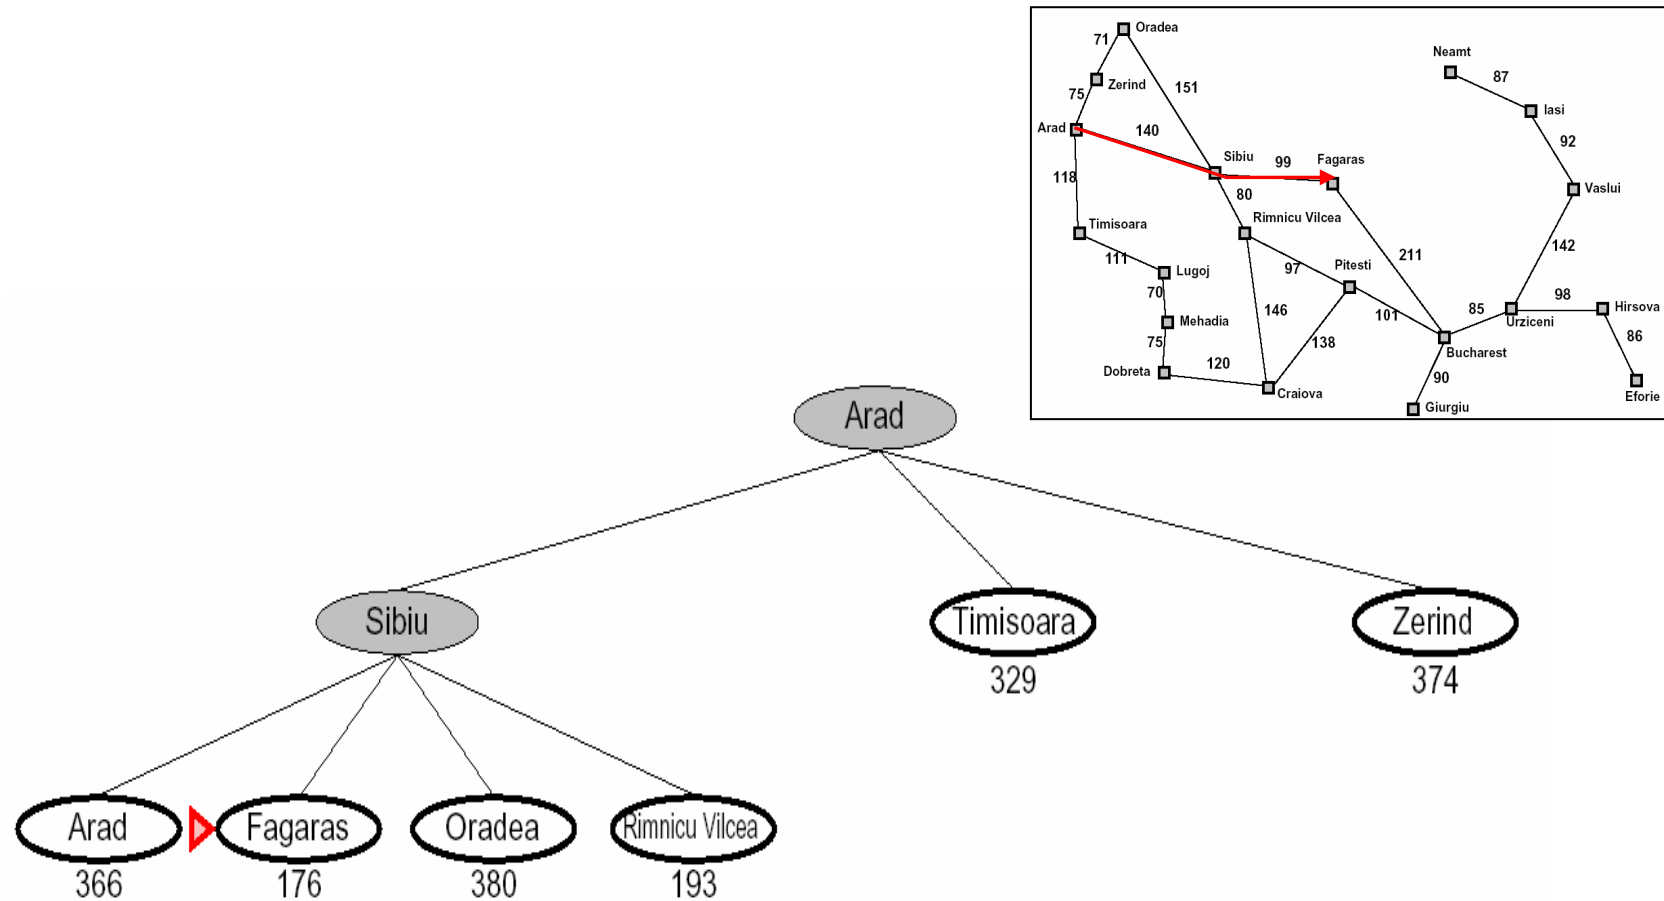 Oradea
Neamt
71
87
Zerind
151
75
Iasi
Arad
140
92
Sibiu
99
Fagaras
118
80
Vaslui
Rimnicu Vilcea
Timisoara
142
111
211
Pitesti
Lugoj
97
70
98
Hirsova
146
85
Mehadia
101
Urziceni
75
138
86
Bucharest
120
Dobreta
90
Craiova
Eforie
Giurgiu
Arad
Sibiu
Timisoara
Zerind
329
374
Arad
Fagaras
Oradea
Rimnicu Vilcea
366
176
380
193